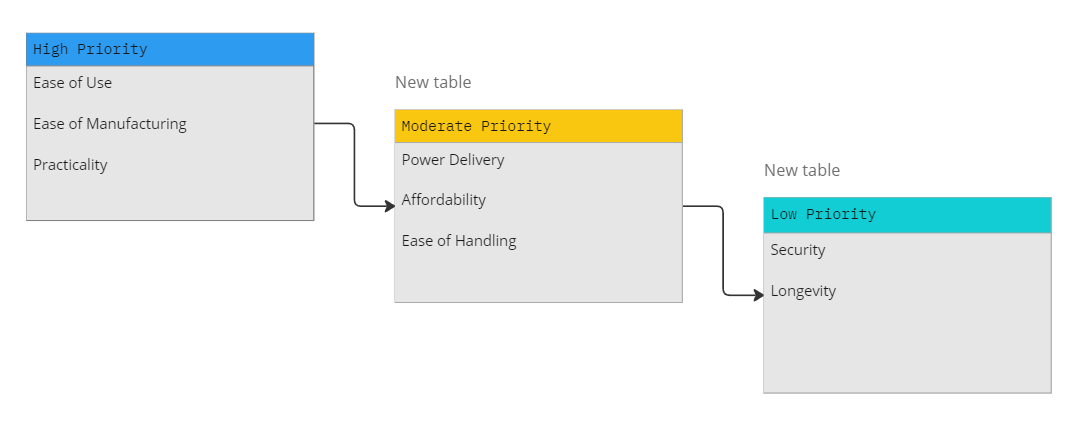 High Priority
Ease of Use
Ease of Manufacturing
Practicality
New table
Moderate Priority
Power Delivery
Affordability
Ease of Handling
New table
Low Priority
Security
Longevity